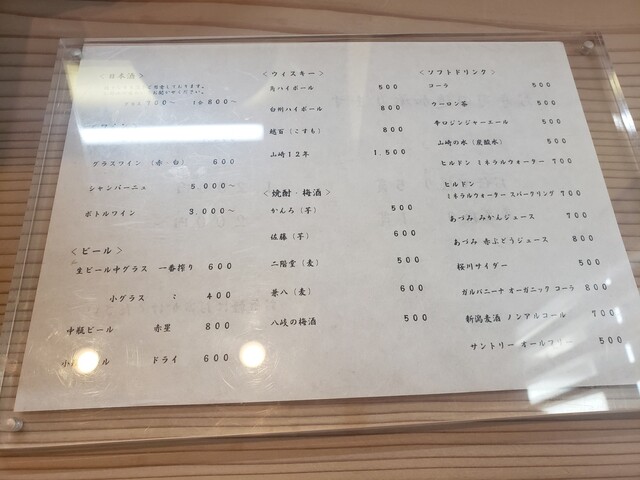 ＜日本酒＞
700～
600～
グラスワイン（赤・白） 600
シャンパーニュ 5.000～
ボトルワイン 3.000～
＜ビール＞
生ビール中グラス 一番搾り 600
小グラス 〃 400
中瓶ビール 赤星 800
ドライ 600
＜ウィスキー＞
角ハイボール 500
白州ハイボール 800
越百（こすも） 800
山崎12年 1.500
＜焼酎・梅酒＞
かんろ（芋） 500
佐藤（芋） 600
二階堂（麦） 500
兼八（麦） 600
八岐の梅酒 500
＜ソフトドリンク＞
コーラ 500
ウーロン茶 500
辛口ジンジャーエール 500
山崎の水（炭酸水） 500
ヒルドン ミネラルウォーター 700
ヒルドン
ミネラルウォーター スパークリング 700
あづみ みかんジュース 700
あづみ 赤ぶどうジュース 800
桜川サイダー 500
ガルバニーナ オーガニック コーラ 800
新潟麦酒 ノンアルコール 700
サントリー オールフリー 500